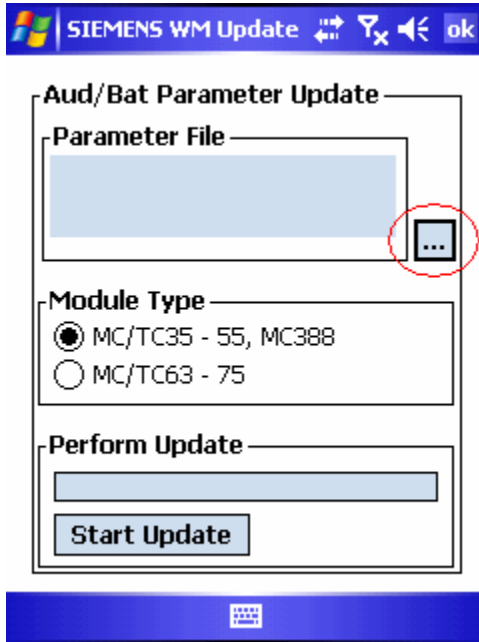 SIEMENS WM Update ok
Aud/Bat Parameter Update
Parameter File
...
Module Type
MC/TC35 - 55, MC388
MC/TC63 - 75
Perform Update
Start Update